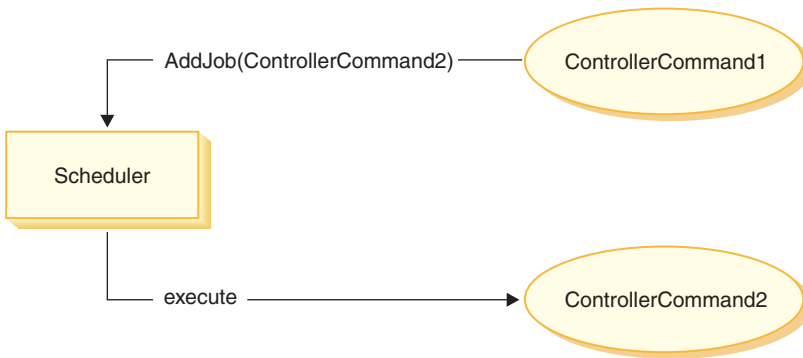 AddJob(ControllerCommand2)
ControllerCommand1
Scheduler
execute
ControllerCommand2